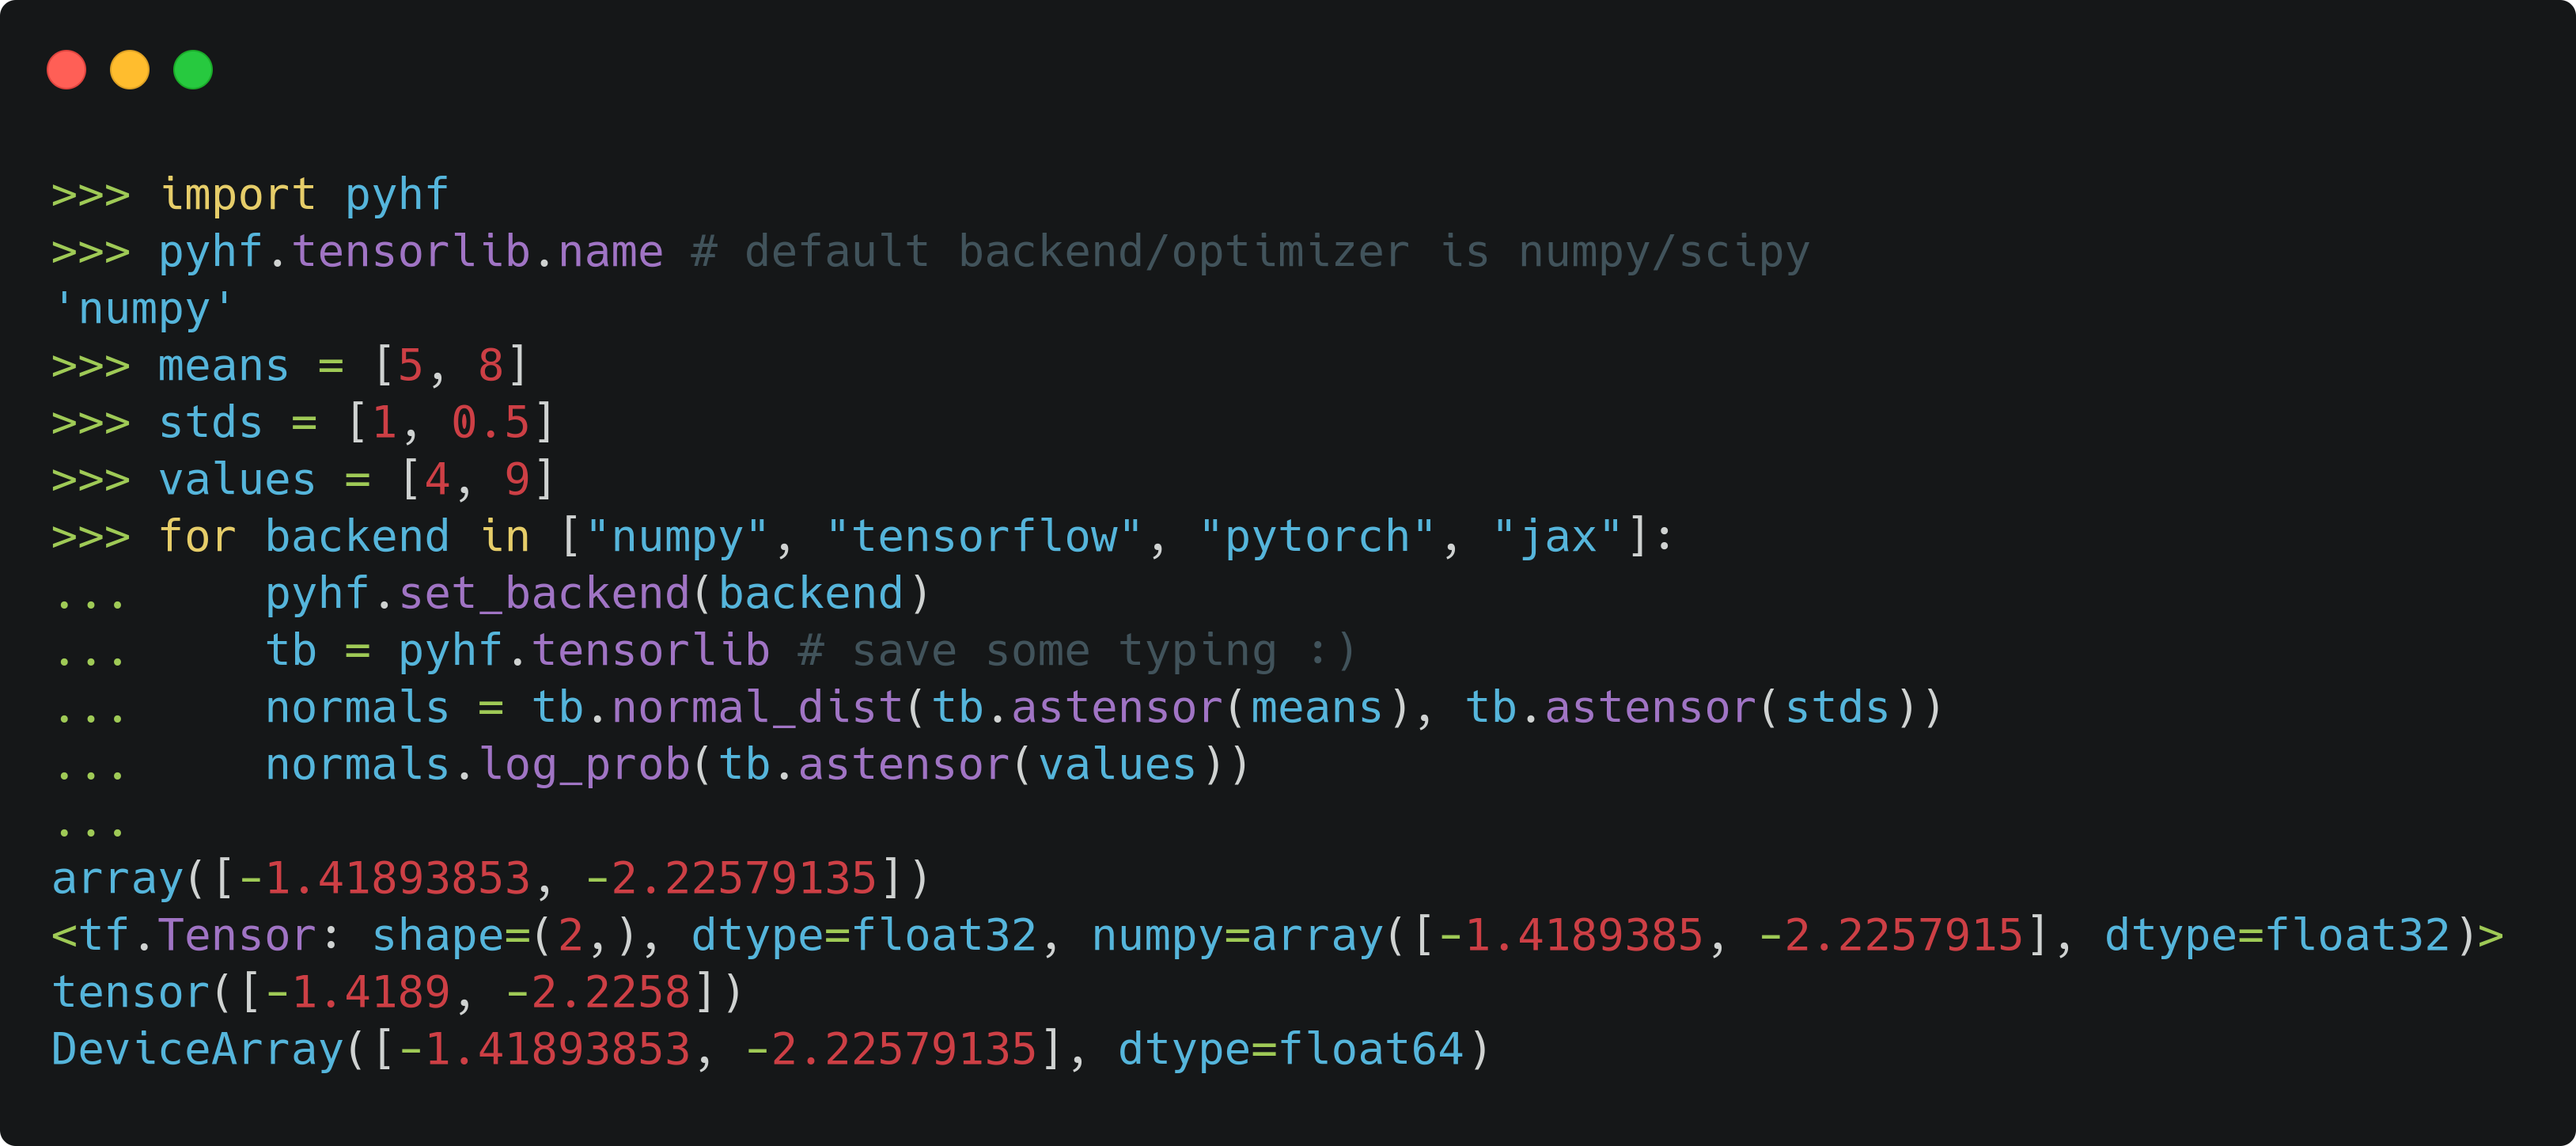 >>> import pyhf
>>> pyhf.tensorlib.name # default backend/optimizer is numpy/scipy
'numpy'
>>> means = [5, 8]
>>> stds = [1, 0.5]
>>> values = [4, 9]
>>> for backend in ["numpy", "tensorflow", "pytorch", "jax"]:
...     pyhf.set_backend(backend)
...     tb = pyhf.tensorlib # save some typing :)
...     normals = tb.normal_dist(tb.astensor(means), tb.astensor(stds))
...     normals.log_prob(tb.astensor(values))
...
array([-1.41893853, -2.22579135])
<tf.Tensor: shape=(2,), dtype=float32, numpy=array([-1.4189385, -2.2257915], dtype=float32)>
tensor([-1.4189, -2.2258])
DeviceArray([-1.41893853, -2.22579135], dtype=float64)